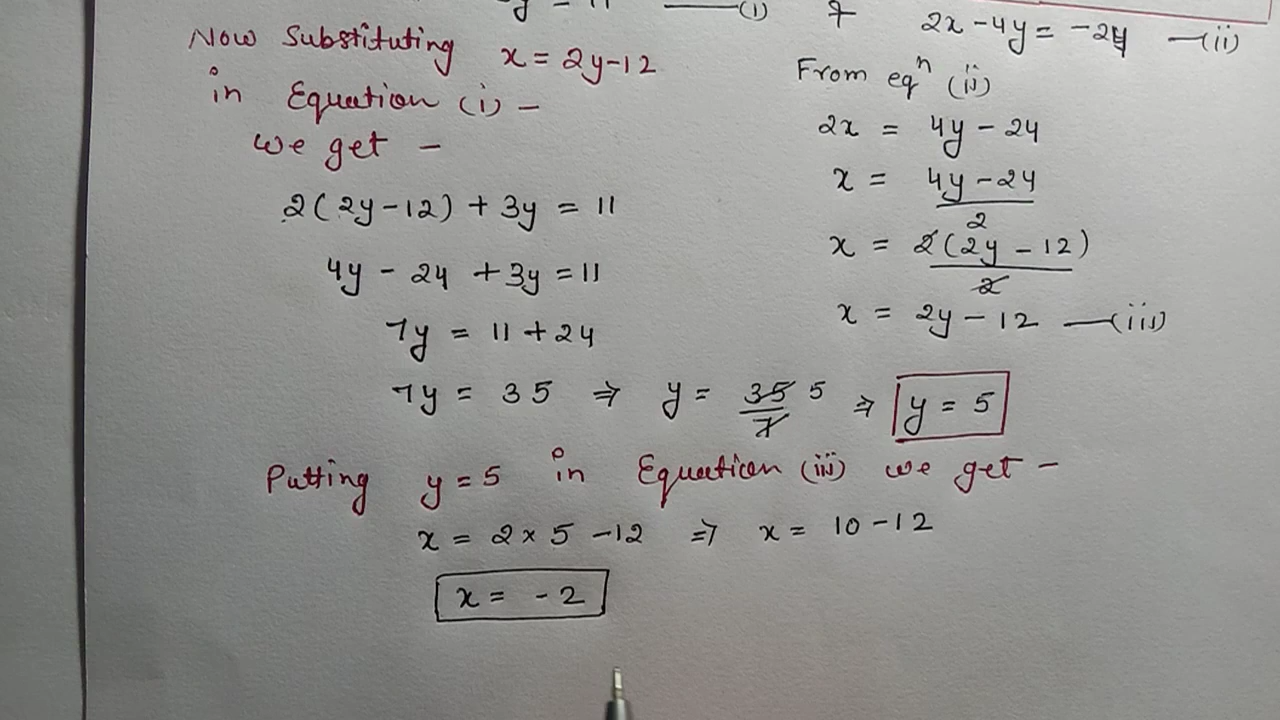 y = 11 —(i) & 2x - 4y = -24 —(ii)
Now Substituting x = 2y-12
in Equation (i) -
we get -
2(2y-12) + 3y = 11
4y - 24 + 3y = 11
7y = 11 + 24
7y = 35 ⇒ y = 35/7 5 ⇒ y = 5
From eqⁿ (ii)
2x = 4y - 24
x = 4y - 24 / 2
x = 2(2y - 12) / 2
x = 2y - 12 —(iii)
Putting y = 5 in Equation (iii) we get -
x = 2 × 5 - 12 ⇒ x = 10 - 12
x = - 2